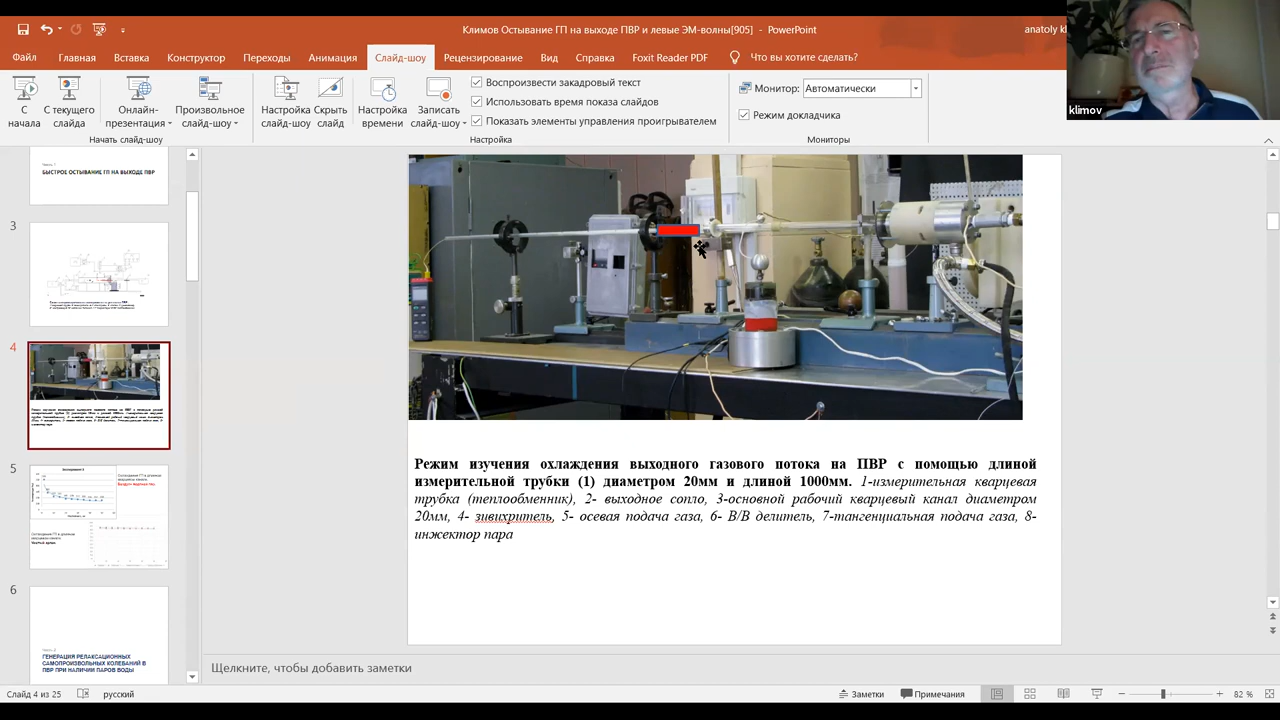 Климов Остывание ГП на выходе ПВР и левые ЭМ-волны[905] - PowerPoint
anatoly kl
Файл Главная Вставка Конструктор Переходы Анимация Слайд-шоу Рецензирование Вид Справка Foxit Reader PDF Что вы хотите сделать?
С начала
С текущего слайда
Онлайн-презентация
Произвольное слайд-шоу
Начать слайд-шоу
Настройка слайд-шоу
Скрыть слайд
Настройка времени
Записать слайд-шоу
Воспроизвести закадровый текст
Использовать время показа слайдов
Показать элементы управления проигрывателем
Настройка
Монитор: Автоматически
Режим докладчика
Мониторы
klimov
БЫСТРОЕ ОСТЫВАНИЕ ГП НА ВЫХОДЕ ПВР
3
4
5
6
ГЕНЕРАЦИЯ РЕЛАКСАЦИОННЫХ
САМОПРОИЗВОЛЬНЫХ КОЛЕБАНИЙ В
ПВР ПРИ НАЛИЧИИ ПАРОВ ВОДЫ
Режим изучения охлаждения выходного газового потока из ПВР с помощью длиной
измерительной трубки (1) диаметром 20мм и длиной 1000мм. 1-измерительная кварцевая
трубка (теплообменник), 2- выходное сопло, 3-основной рабочий кварцевый канал диаметром
20мм, 4- зивихритель, 5- осевая подача газа, 6- В/В делитель, 7-тангенциальная подача газа, 8-
инжектор пара
Щелкните, чтобы добавить заметки
Слайд 4 из 25 русский Заметки Примечания 82 %